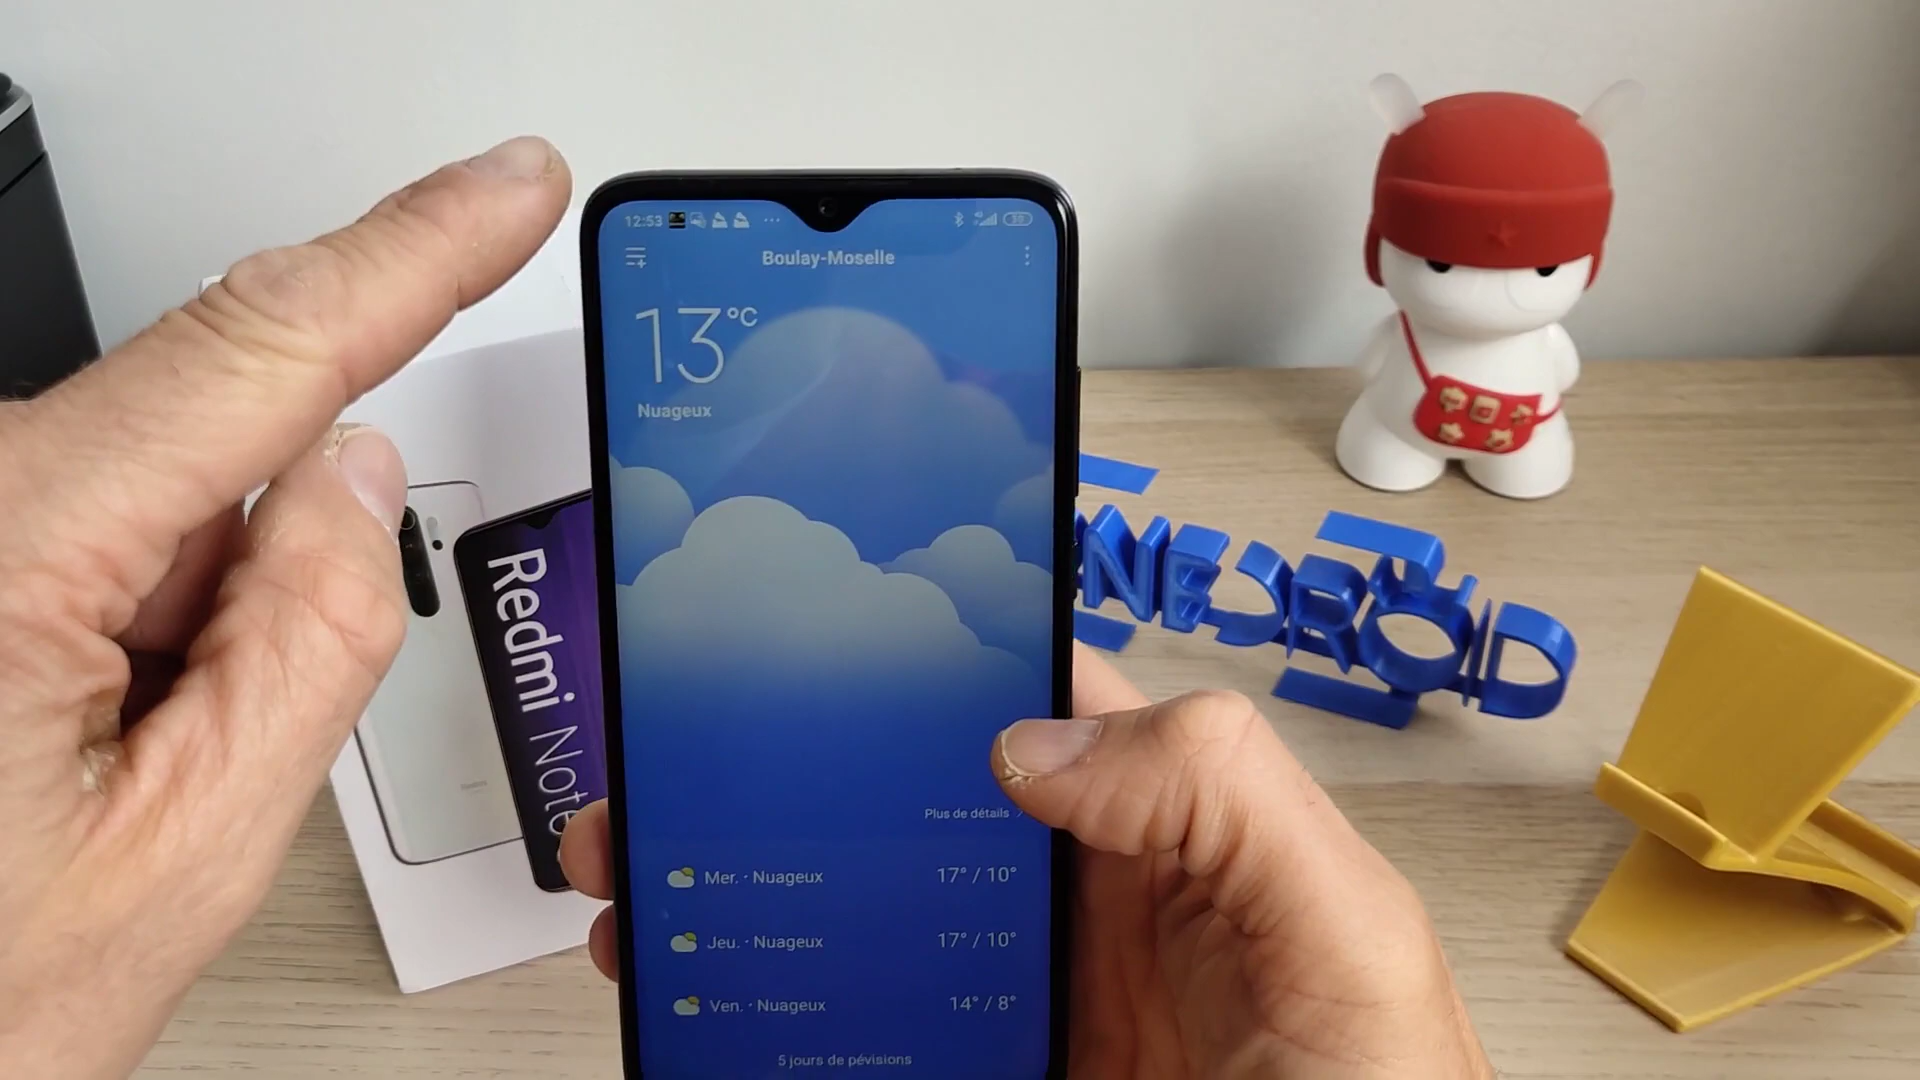 12:53
Boulay-Moselle
13°C
Nuageux
Plus de détails
Mer. · Nuageux 17° / 10°
Jeu. · Nuageux 17° / 10°
Ven. · Nuageux 14° / 8°
5 jours de pévisions
Redmi Note